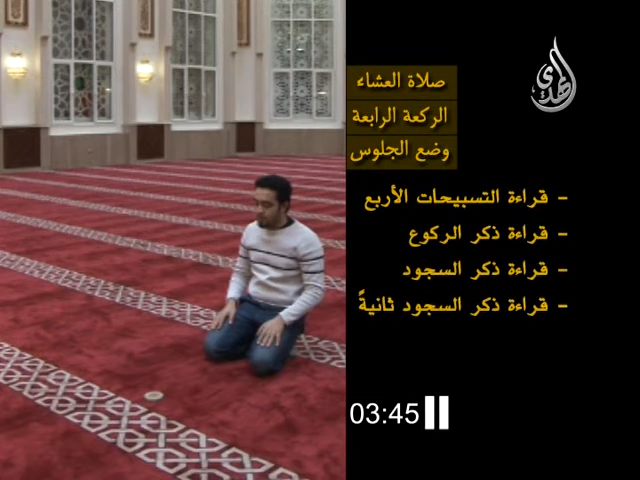 الهدى
صلاة العشاء
الركعة الرابعة
وضع الجلوس
- قراءة التسبيحات الأربع
- قراءة ذكر الركوع
- قراءة ذكر السجود
- قراءة ذكر السجود ثانيةً
03:45